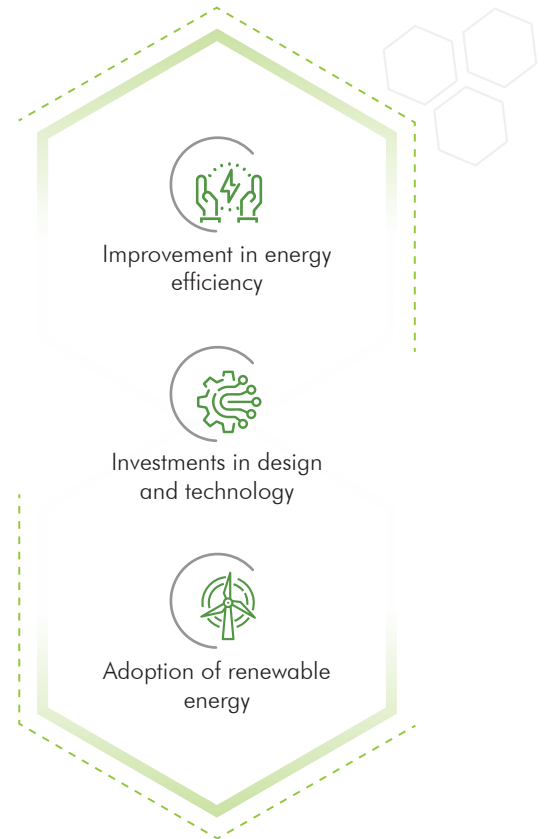 Improvement in energy
efficiency
Investments in design
and technology
Adoption of renewable
energy